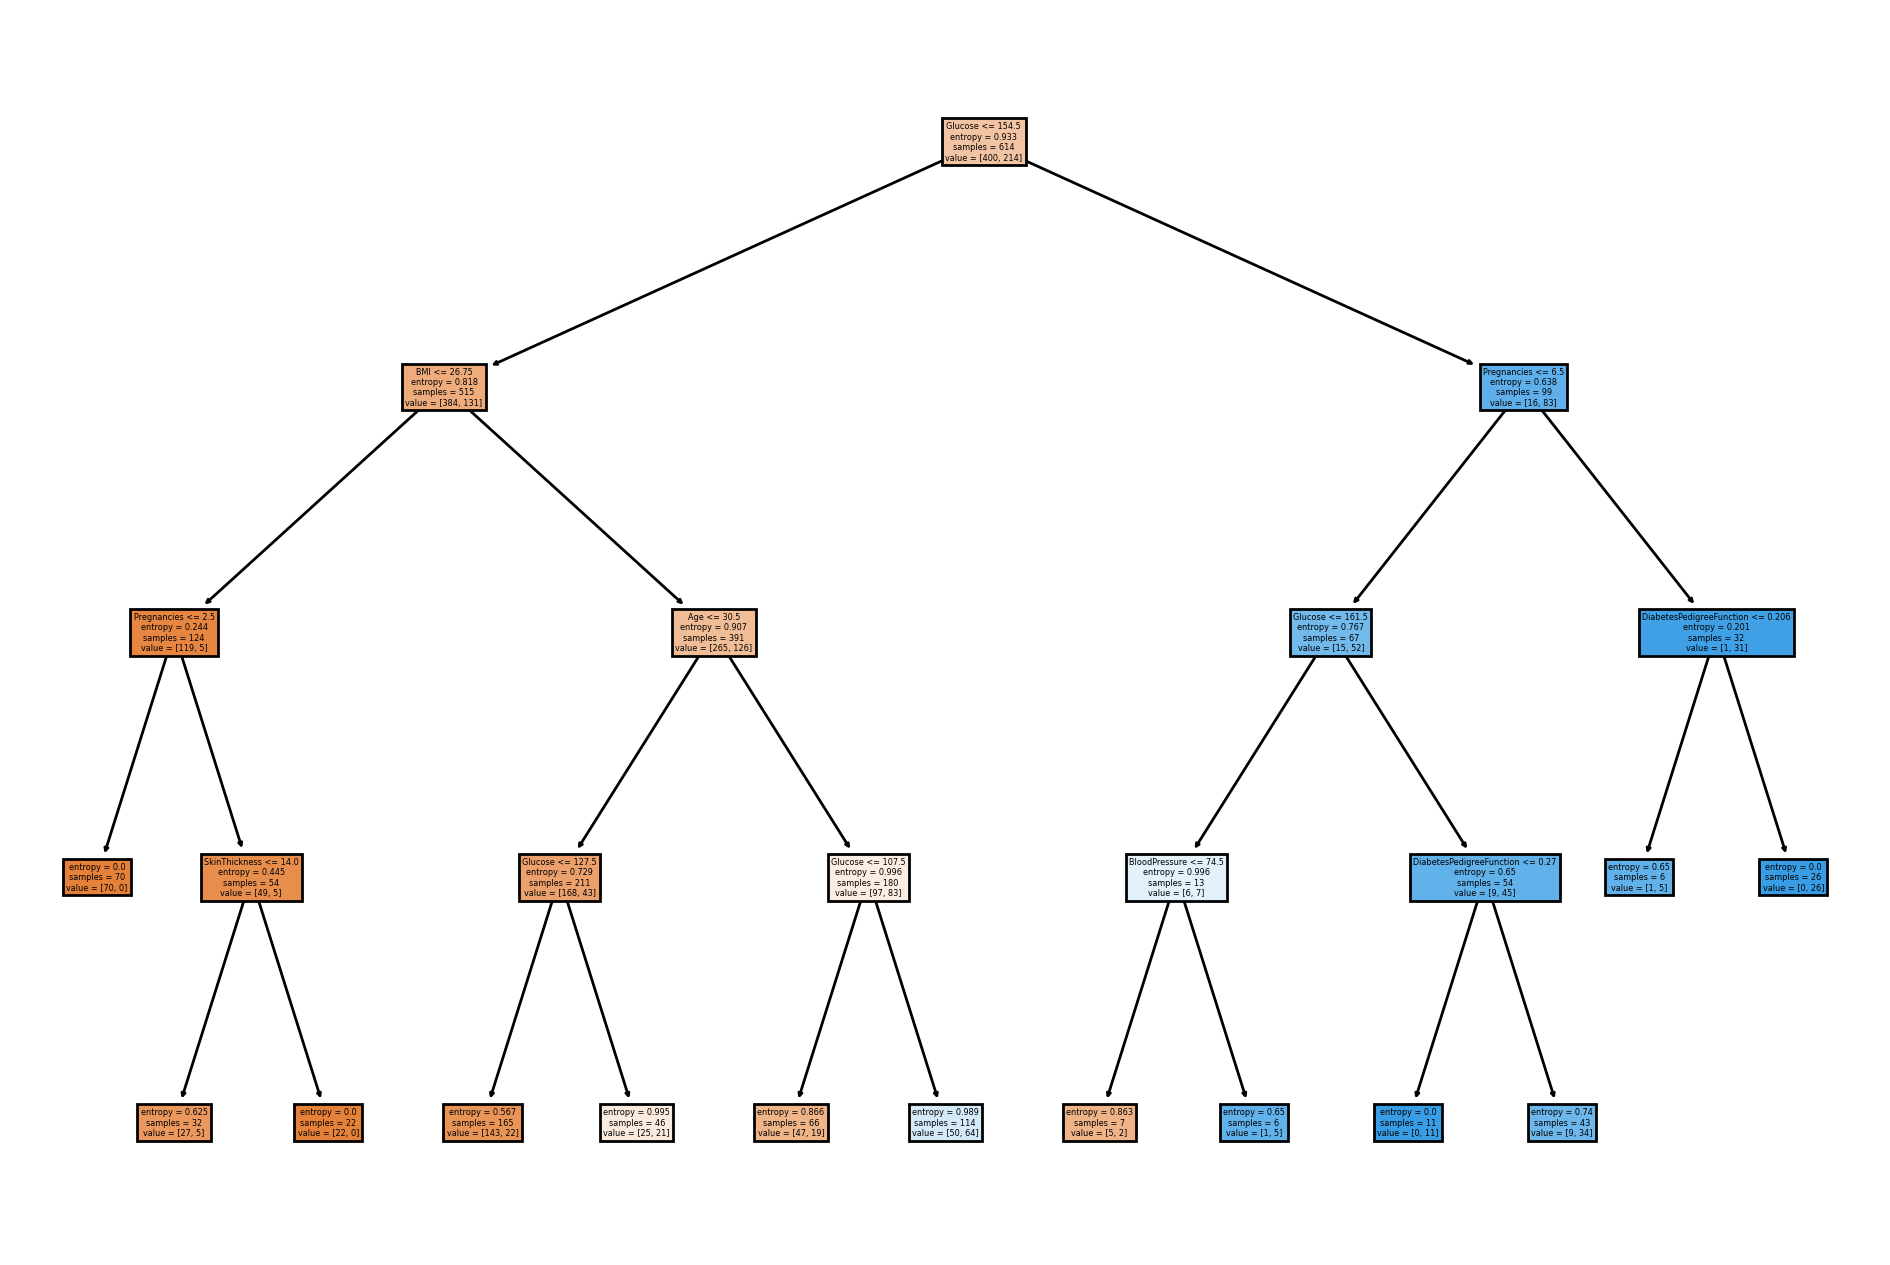 Glucose <= 154.5
entropy = 0.933
samples = 614
value = [400, 214]
BMI <= 26.75
entropy = 0.818
samples = 515
value = [384, 131]
Pregnancies <= 6.5
entropy = 0.638
samples = 99
value = [16, 83]
Pregnancies <= 2.5
entropy = 0.244
samples = 124
value = [119, 5]
Age <= 30.5
entropy = 0.907
samples = 391
value = [265, 126]
Glucose <= 161.5
entropy = 0.767
samples = 67
value = [15, 52]
DiabetesPedigreeFunction <= 0.206
entropy = 0.201
samples = 32
value = [1, 31]
entropy = 0.0
samples = 70
value = [70, 0]
SkinThickness <= 14.0
entropy = 0.445
samples = 54
value = [49, 5]
Glucose <= 127.5
entropy = 0.729
samples = 211
value = [168, 43]
Glucose <= 107.5
entropy = 0.996
samples = 180
value = [97, 83]
BloodPressure <= 74.5
entropy = 0.996
samples = 13
value = [6, 7]
DiabetesPedigreeFunction <= 0.27
entropy = 0.65
samples = 54
value = [9, 45]
entropy = 0.65
samples = 6
value = [1, 5]
entropy = 0.0
samples = 26
value = [0, 26]
entropy = 0.625
samples = 32
value = [27, 5]
entropy = 0.0
samples = 22
value = [22, 0]
entropy = 0.567
samples = 165
value = [143, 22]
entropy = 0.995
samples = 46
value = [25, 21]
entropy = 0.866
samples = 66
value = [47, 19]
entropy = 0.989
samples = 114
value = [50, 64]
entropy = 0.863
samples = 7
value = [5, 2]
entropy = 0.65
samples = 6
value = [1, 5]
entropy = 0.0
samples = 11
value = [0, 11]
entropy = 0.74
samples = 43
value = [9, 34]